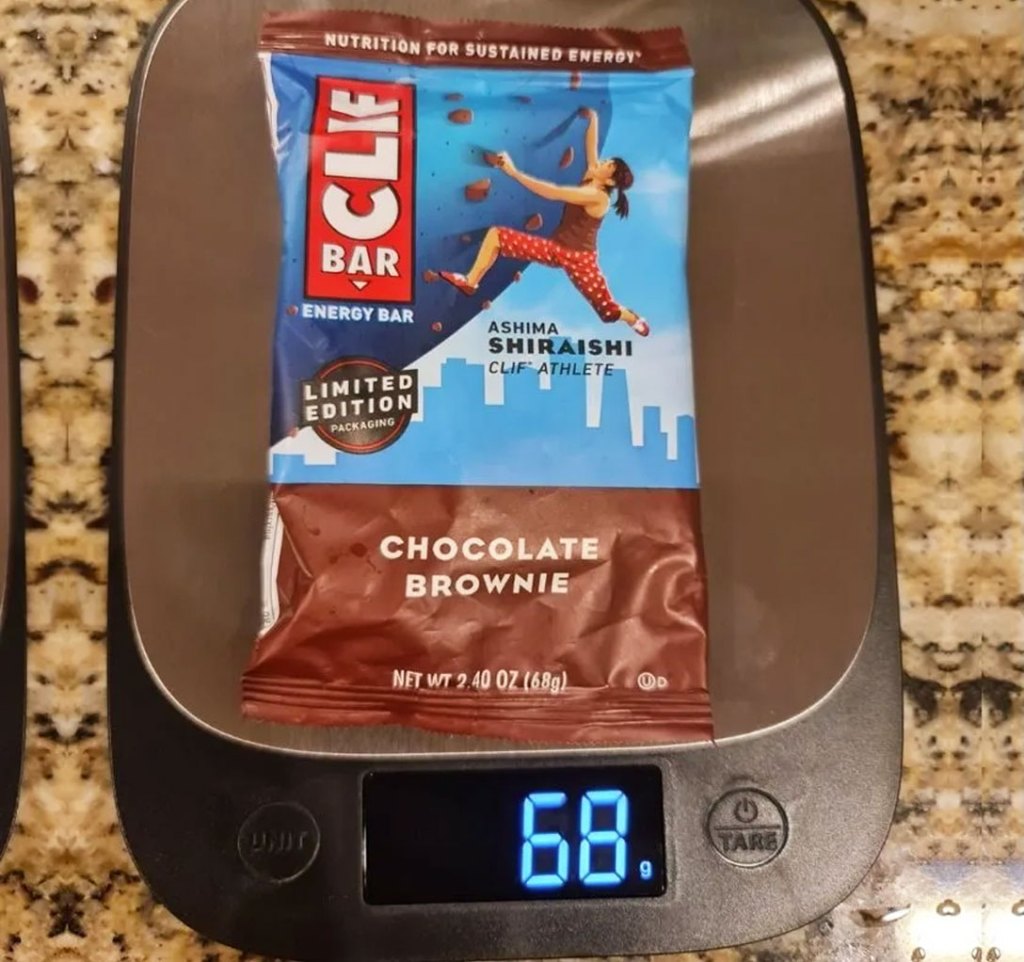 NUTRITION FOR SUSTAINED ENERGY*
CLIF
BAR
ENERGY BAR
ASHIMA
SHIRAISHI
CLIF® ATHLETE
LIMITED
EDITION
PACKAGING
CHOCOLATE
BROWNIE
NET WT 2.40 OZ (68g)
U D
UNIT
68 g
TARE